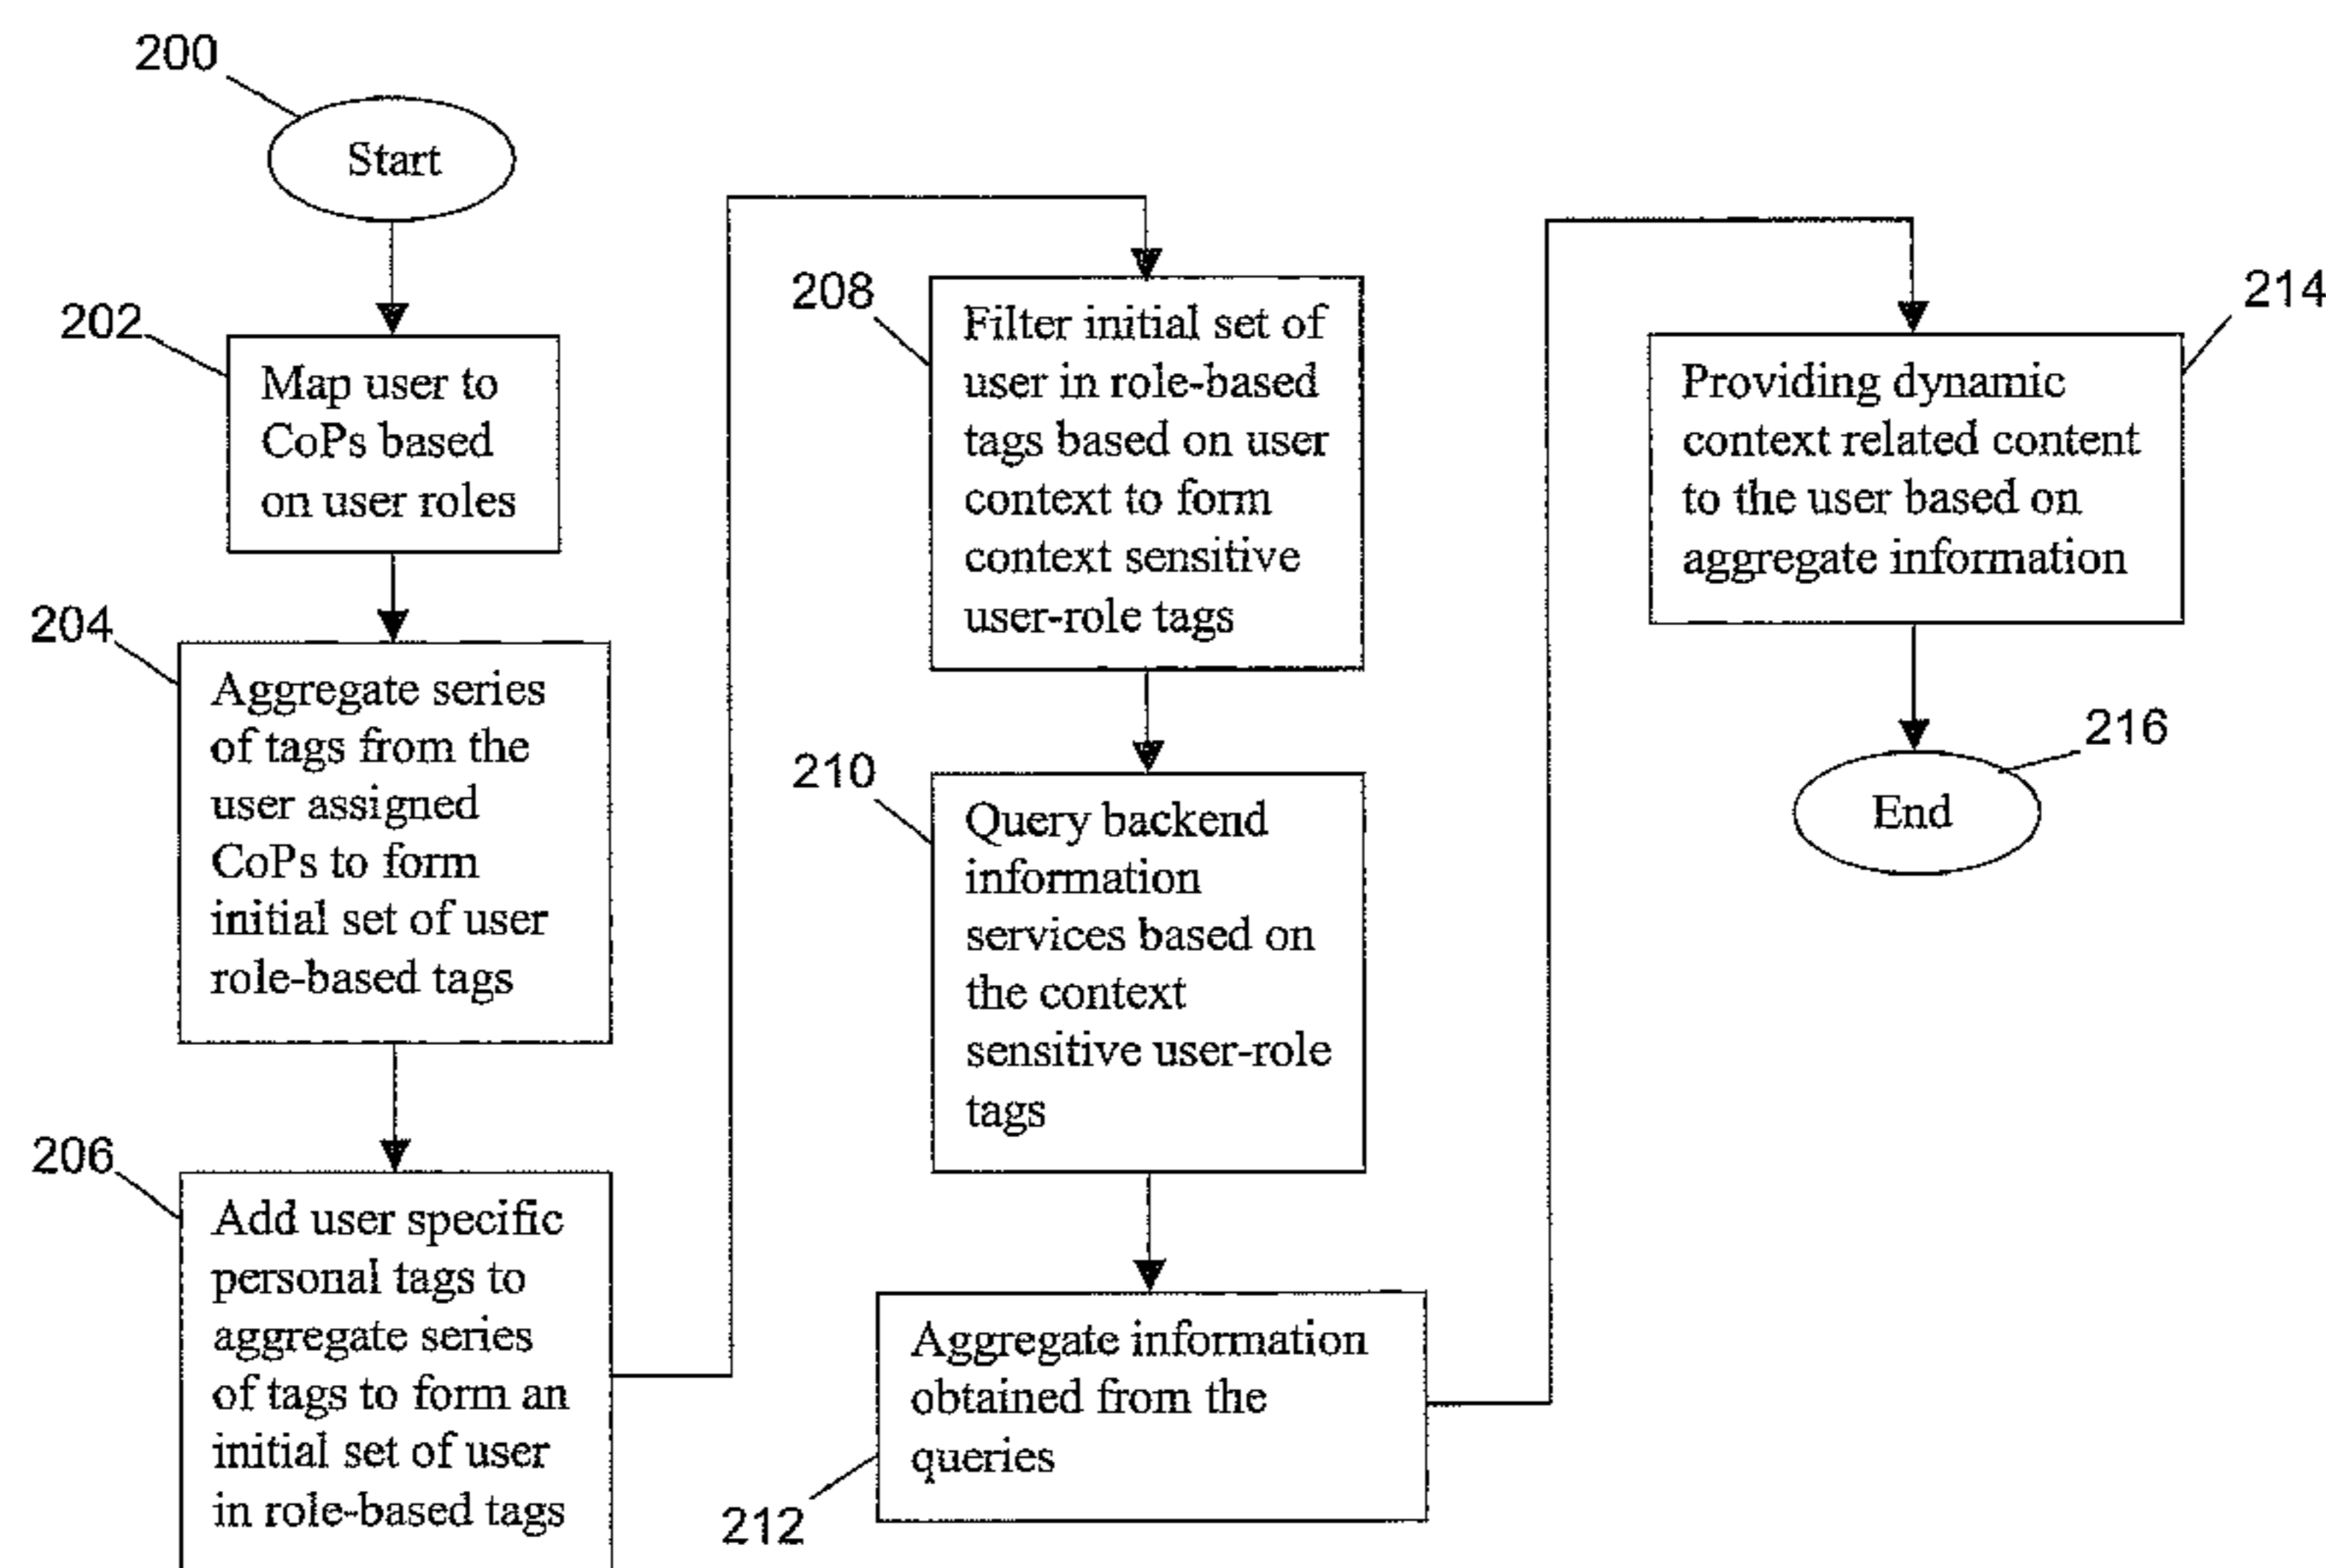 200
Start
202
Map user to
CoPs based
on user roles
204
Aggregate series
of tags from the
user assigned
CoPs to form
initial set of user
role-based tags
206
Add user specific
personal tags to
aggregate series
of tags to form an
initial set of user
in role-based tags
208
Filter initial set of
user in role-based
tags based on user
context to form
context sensitive
user-role tags
210
Query backend
information
services based on
the context
sensitive user-role
tags
Aggregate information
obtained from the
queries
212
214
Providing dynamic
context related content
to the user based on
aggregate information
216
End